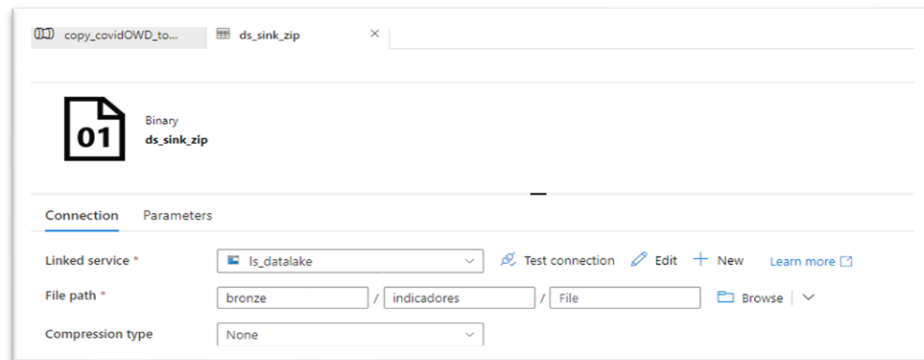 copy_covidOWD_to... ds_sink_zip
01
Binary
ds_sink_zip
Connection Parameters
Linked service * ls_datalake Test connection Edit New Learn more
File path * bronze / indicadores / File Browse
Compression type None